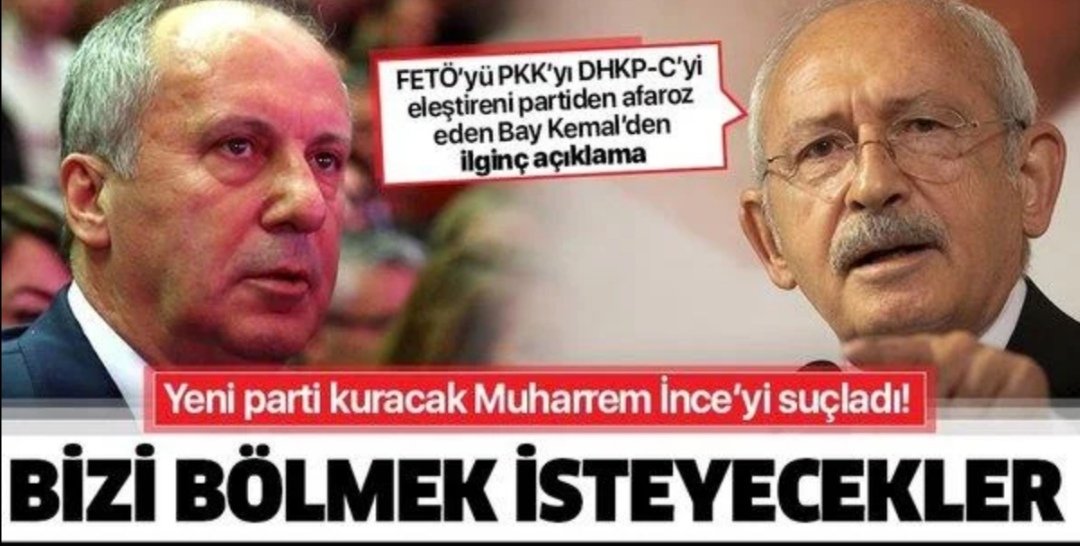 FETÖ'yü PKK'yı DHKP-C'yi
eleştireni partiden afaroz
eden Bay Kemal'den
ilginç açıklama
Yeni parti kuracak Muharrem İnce'yi suçladı!
BİZİ BÖLMEK İSTEYECEKLER